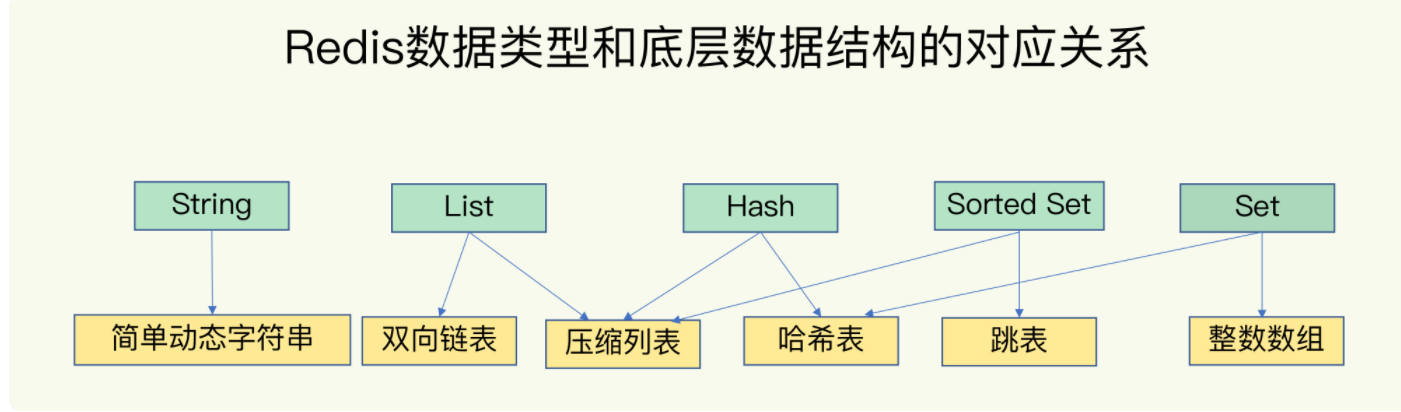 Redis数据类型和底层数据结构的对应关系
String
List
Hash
Sorted Set
Set
简单动态字符串
双向链表
压缩列表
哈希表
跳表
整数数组